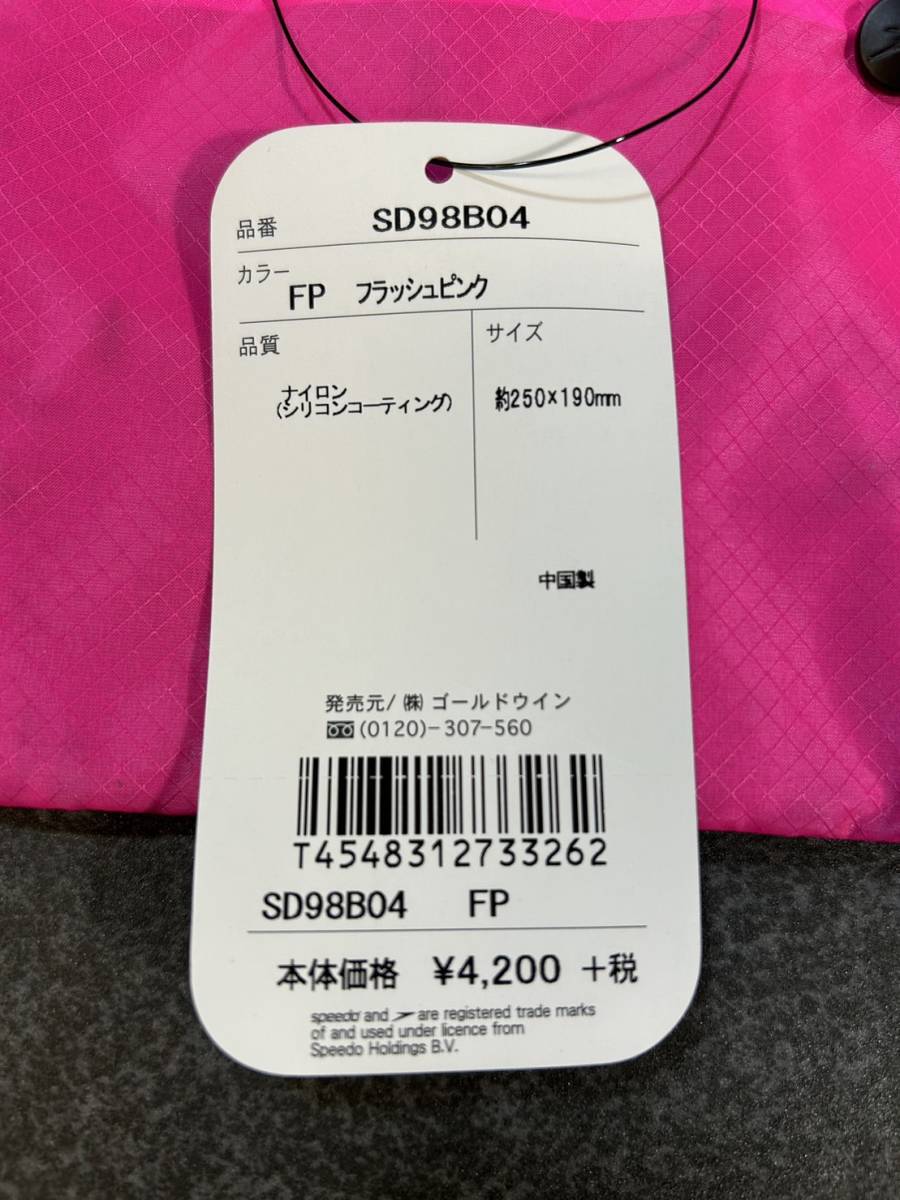 品番 SD98B04
カラー FP フラッシュピンク
品質
サイズ
ナイロン
(シリコンコーティング)
約250×190mm
中国製
発売元/ ㈱ ゴールドウイン
(0120)-307-560
T4548312733262
SD98B04 FP
本体価格 ¥4,200 +税
speedo and are registered trade marks
of and used under licence from
Speedo Holdings B.V.